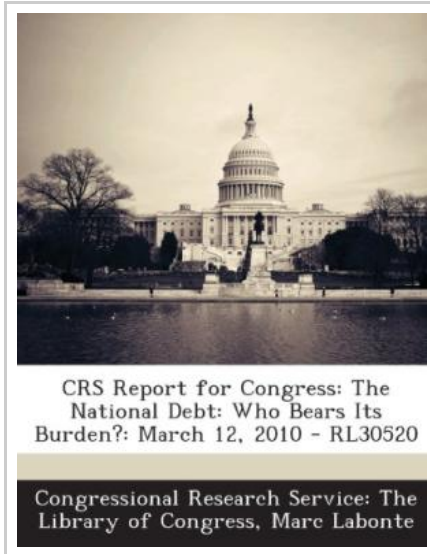 CRS Report for Congress: The
National Debt: Who Bears Its
Burden?: March 12, 2010 - RL30520
Congressional Research Service: The
Library of Congress, Marc Labonte